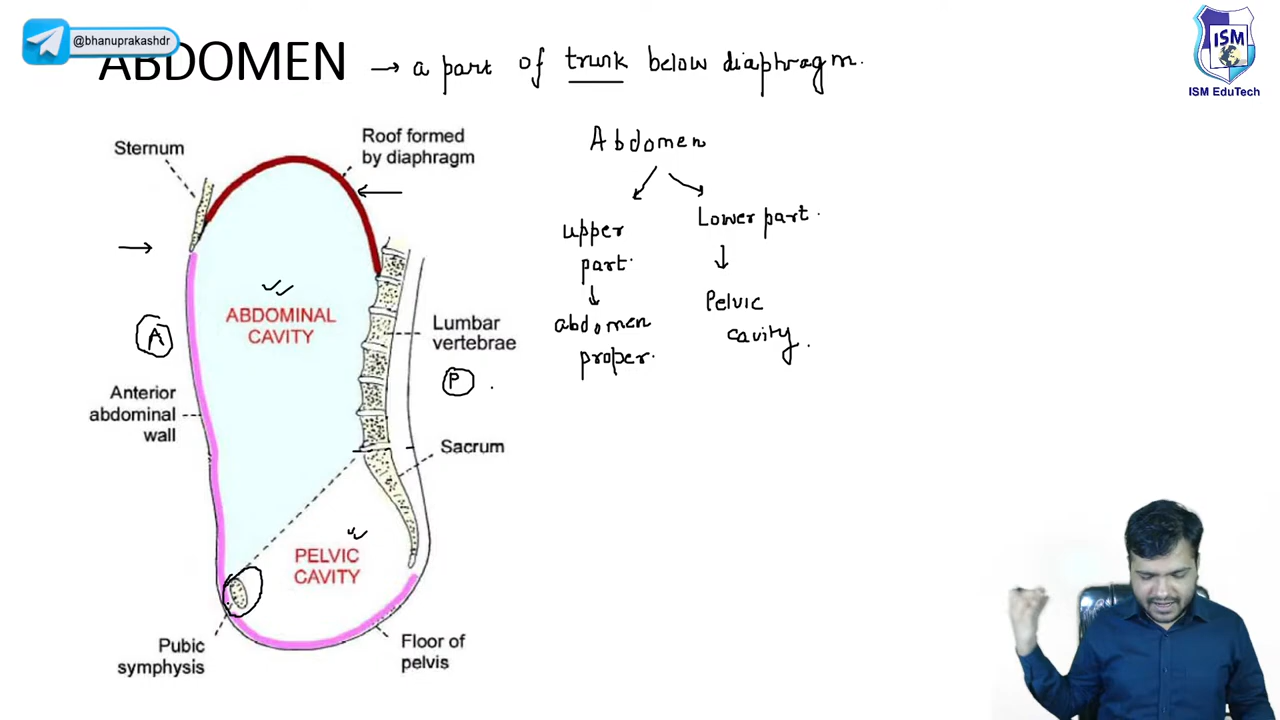 @bhanuprakashdr
ABDOMEN → a part of trunk below diaphragm.
ISM
ISM EduTech
Sternum
Roof formed
by diaphragm
ABDOMINAL
CAVITY
A
Lumbar
vertebrae
P
Anterior
abdominal
wall
Sacrum
PELVIC
CAVITY
Pubic
symphysis
Floor of
pelvis
Abdomen
upper
part.
↓
abdomen
proper.
Lower part.
↓
Pelvic
cavity.